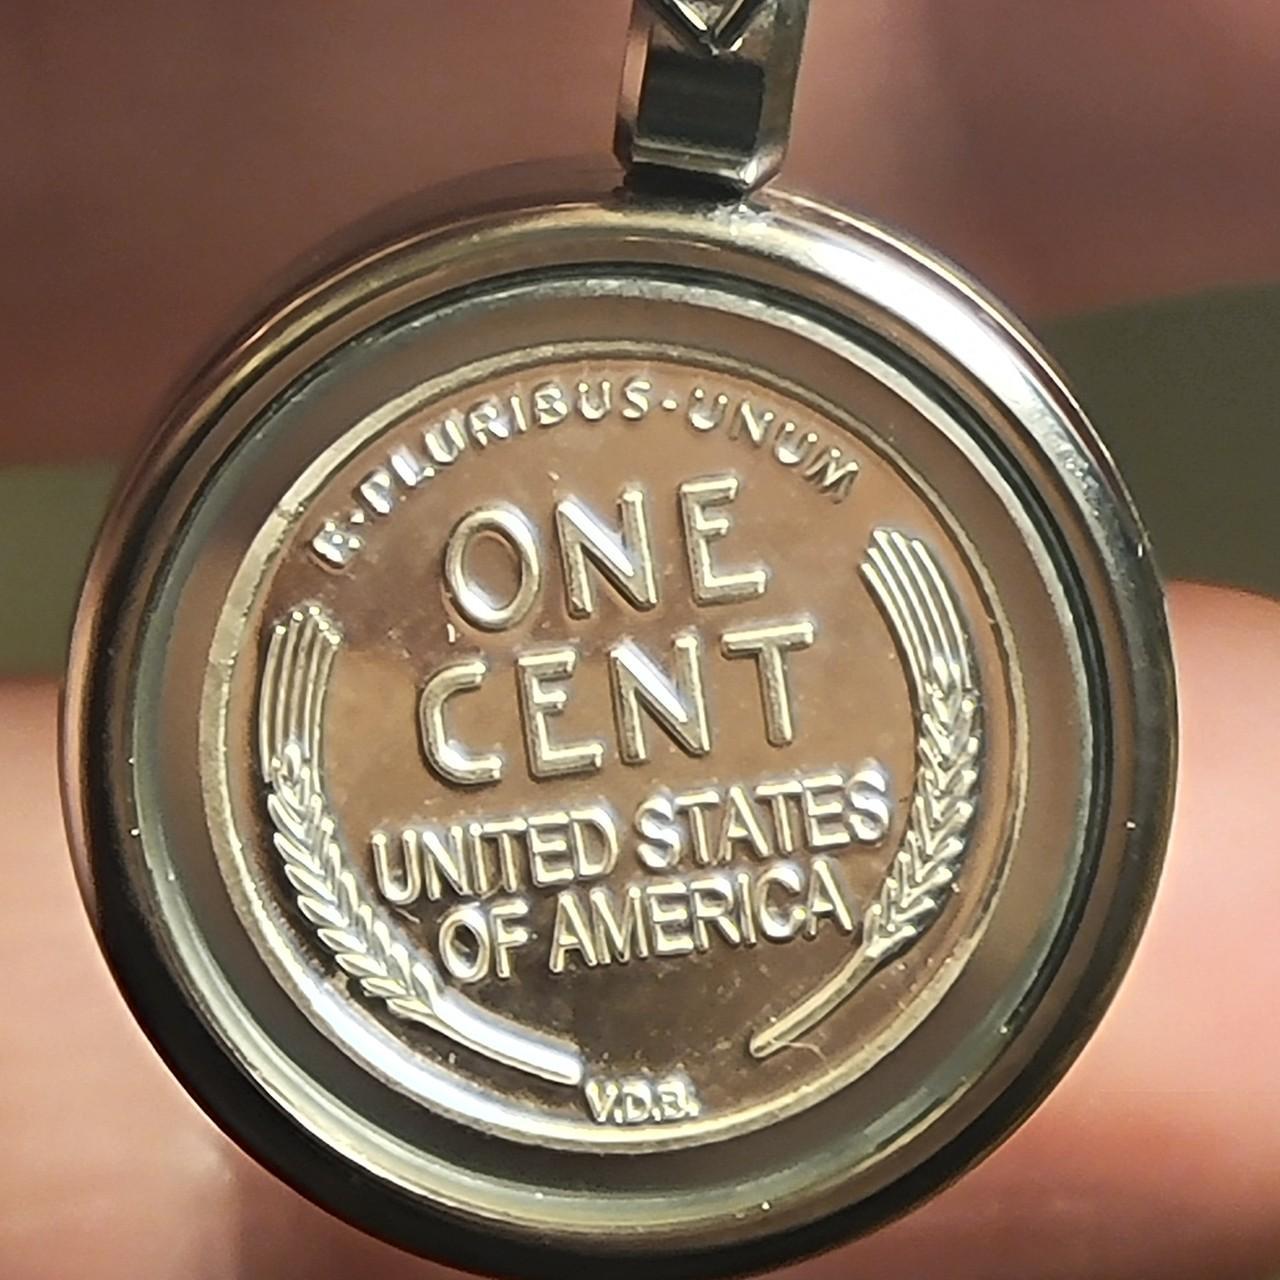 E·PLURIBUS·UNUM
ONE
CENT
UNITED STATES
OF AMERICA
V.D.B.